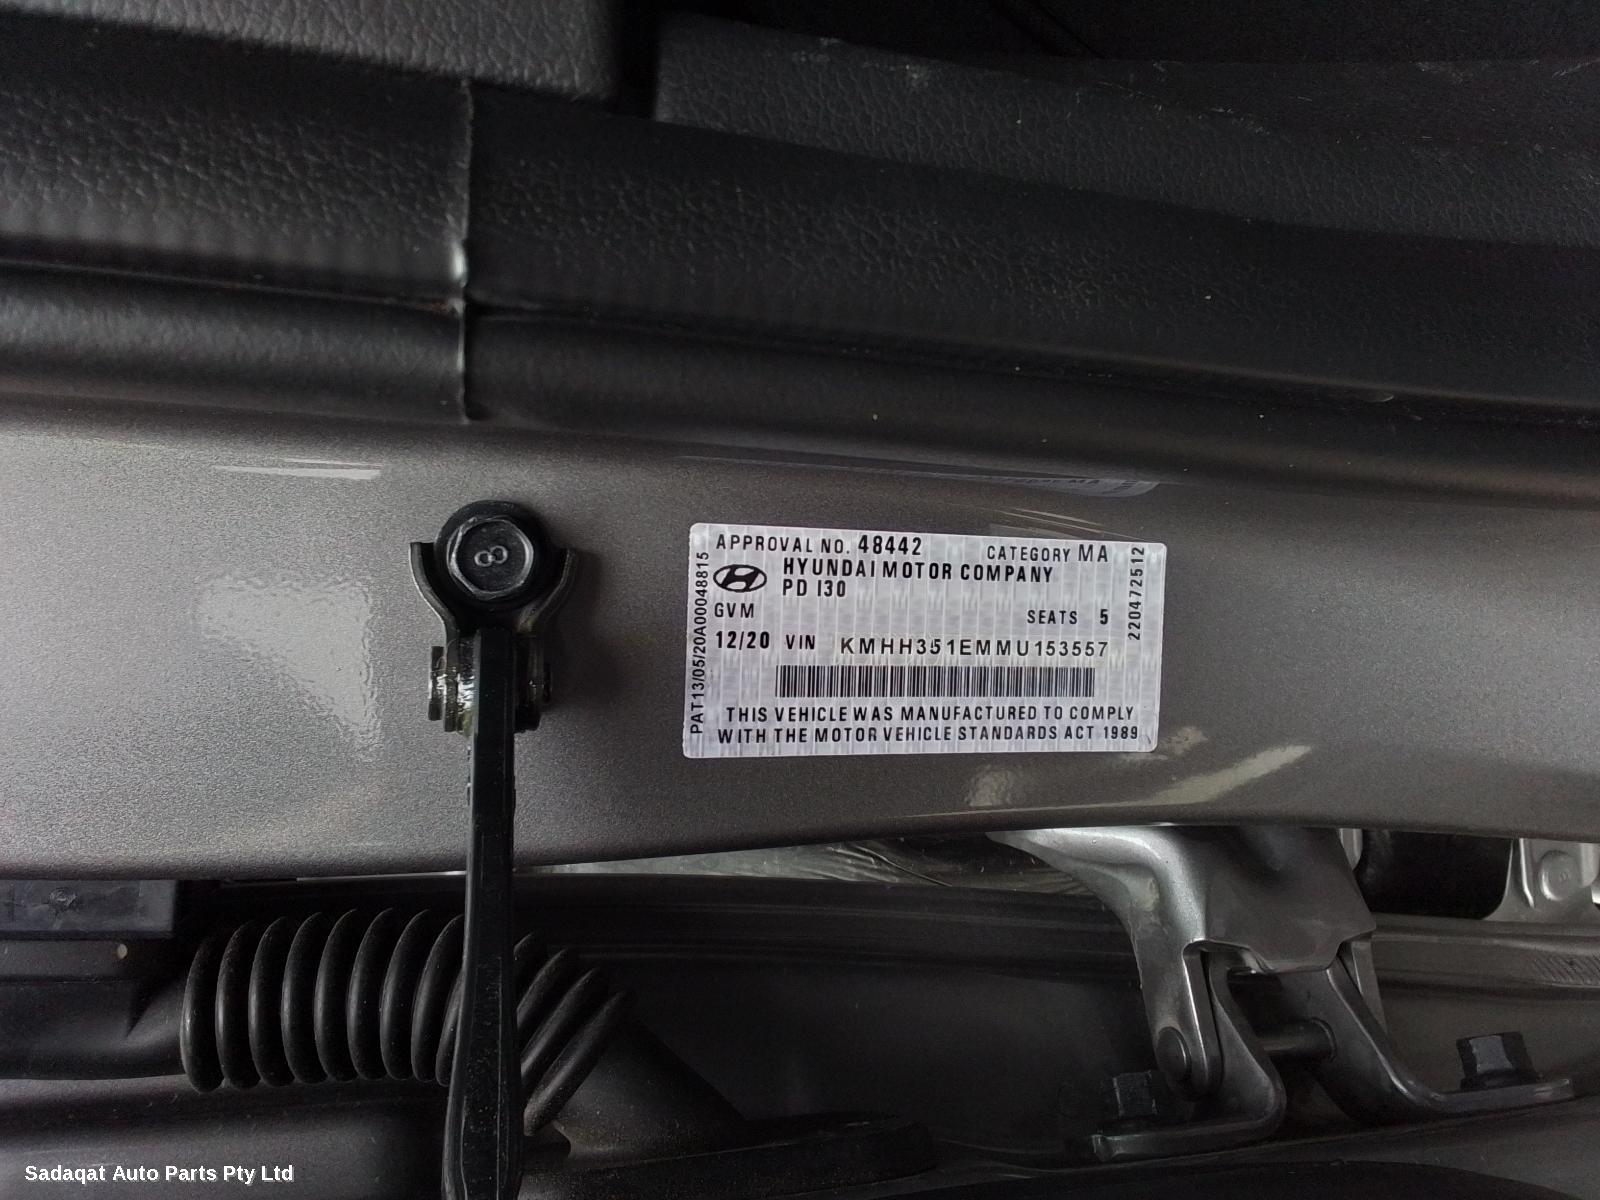 APPROVAL NO. 48442 CATEGORY MA
HYUNDAI MOTOR COMPANY
PD I30
GVM SEATS 5
12/20 VIN KMHH351EMMU153557
THIS VEHICLE WAS MANUFACTURED TO COMPLY
WITH THE MOTOR VEHICLE STANDARDS ACT 1989
PAT13/05/20A00048815
220472512
8
Sadaqat Auto Parts Pty Ltd